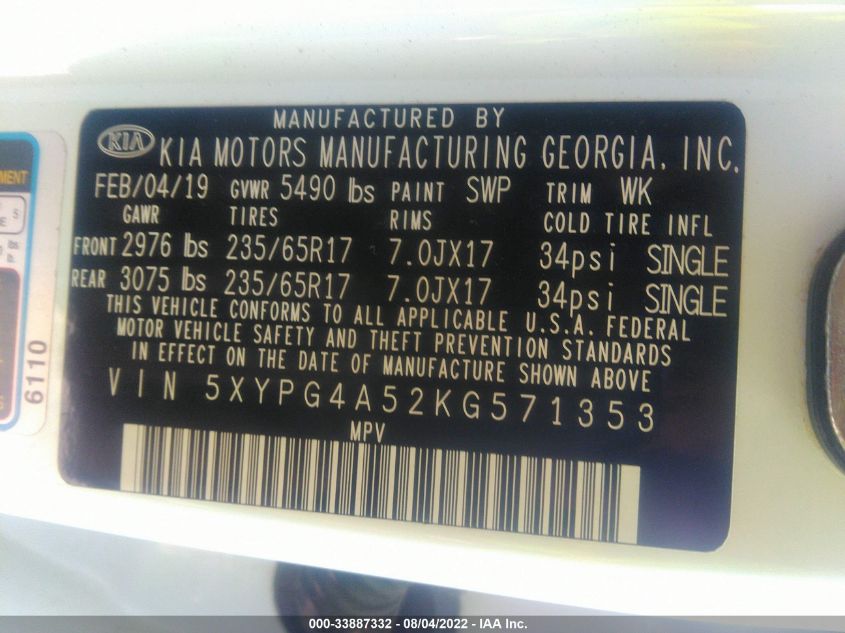 MANUFACTURED BY
KIA KIA MOTORS MANUFACTURING GEORGIA, INC.
FEB/04/19 GVWR 5490 lbs PAINT SWP TRIM WK
GAWR TIRES RIMS COLD TIRE INFL
FRONT 2976 lbs 235/65R17 7.0JX17 34psi SINGLE
REAR 3075 lbs 235/65R17 7.0JX17 34psi SINGLE
THIS VEHICLE CONFORMS TO ALL APPLICABLE U.S.A. FEDERAL
MOTOR VEHICLE SAFETY AND THEFT PREVENTION STANDARDS
IN EFFECT ON THE DATE OF MANUFACTURE SHOWN ABOVE
VIN 5XYPG4A52KG571353
MPV
6110
000-33887332 - 08/04/2022 - IAA Inc.